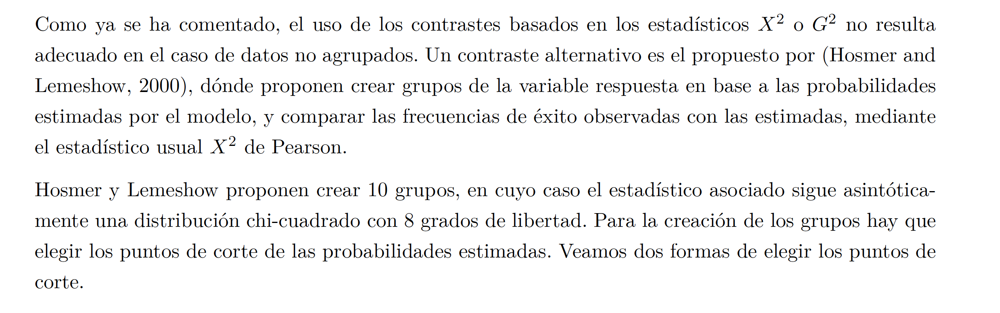 Como ya se ha comentado, el uso de los contrastes basados en los estadísticos X² o G² no resulta
adecuado en el caso de datos no agrupados. Un contraste alternativo es el propuesto por (Hosmer and
Lemeshow, 2000), dónde proponen crear grupos de la variable respuesta en base a las probabilidades
estimadas por el modelo, y comparar las frecuencias de éxito observadas con las estimadas, mediante
el estadístico usual X² de Pearson.
Hosmer y Lemeshow proponen crear 10 grupos, en cuyo caso el estadístico asociado sigue asintótica-
mente una distribución chi-cuadrado con 8 grados de libertad. Para la creación de los grupos hay que
elegir los puntos de corte de las probabilidades estimadas. Veamos dos formas de elegir los puntos de
corte.